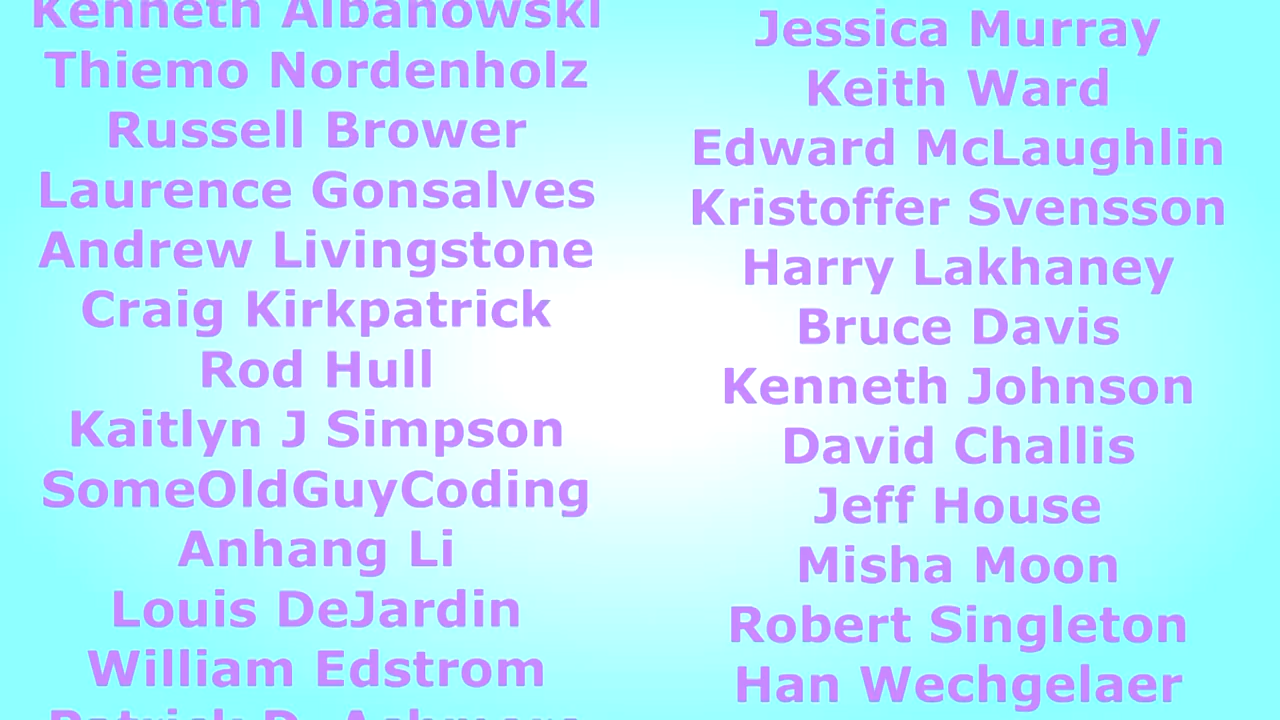 Kenneth Albanowski
Thiemo Nordenholz
Russell Brower
Laurence Gonsalves
Andrew Livingstone
Craig Kirkpatrick
Rod Hull
Kaitlyn J Simpson
SomeOldGuyCoding
Anhang Li
Louis DeJardin
William Edstrom
Patrick D. Ashmore
Jessica Murray
Keith Ward
Edward McLaughlin
Kristoffer Svensson
Harry Lakhaney
Bruce Davis
Kenneth Johnson
David Challis
Jeff House
Misha Moon
Robert Singleton
Han Wechgelaer